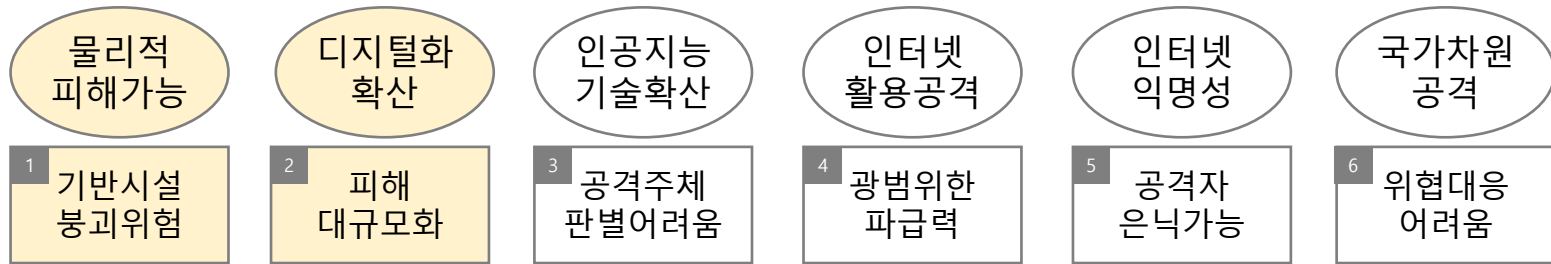 물리적
피해가능
디지털화
확산
인공지능
기술확산
인터넷
활용공격
인터넷
익명성
국가차원
공격
1
기반시설
붕괴위험
2
피해
대규모화
3
공격주체
판별어려움
4
광범위한
파급력
5
공격자
은닉가능
6
위협대응
어려움